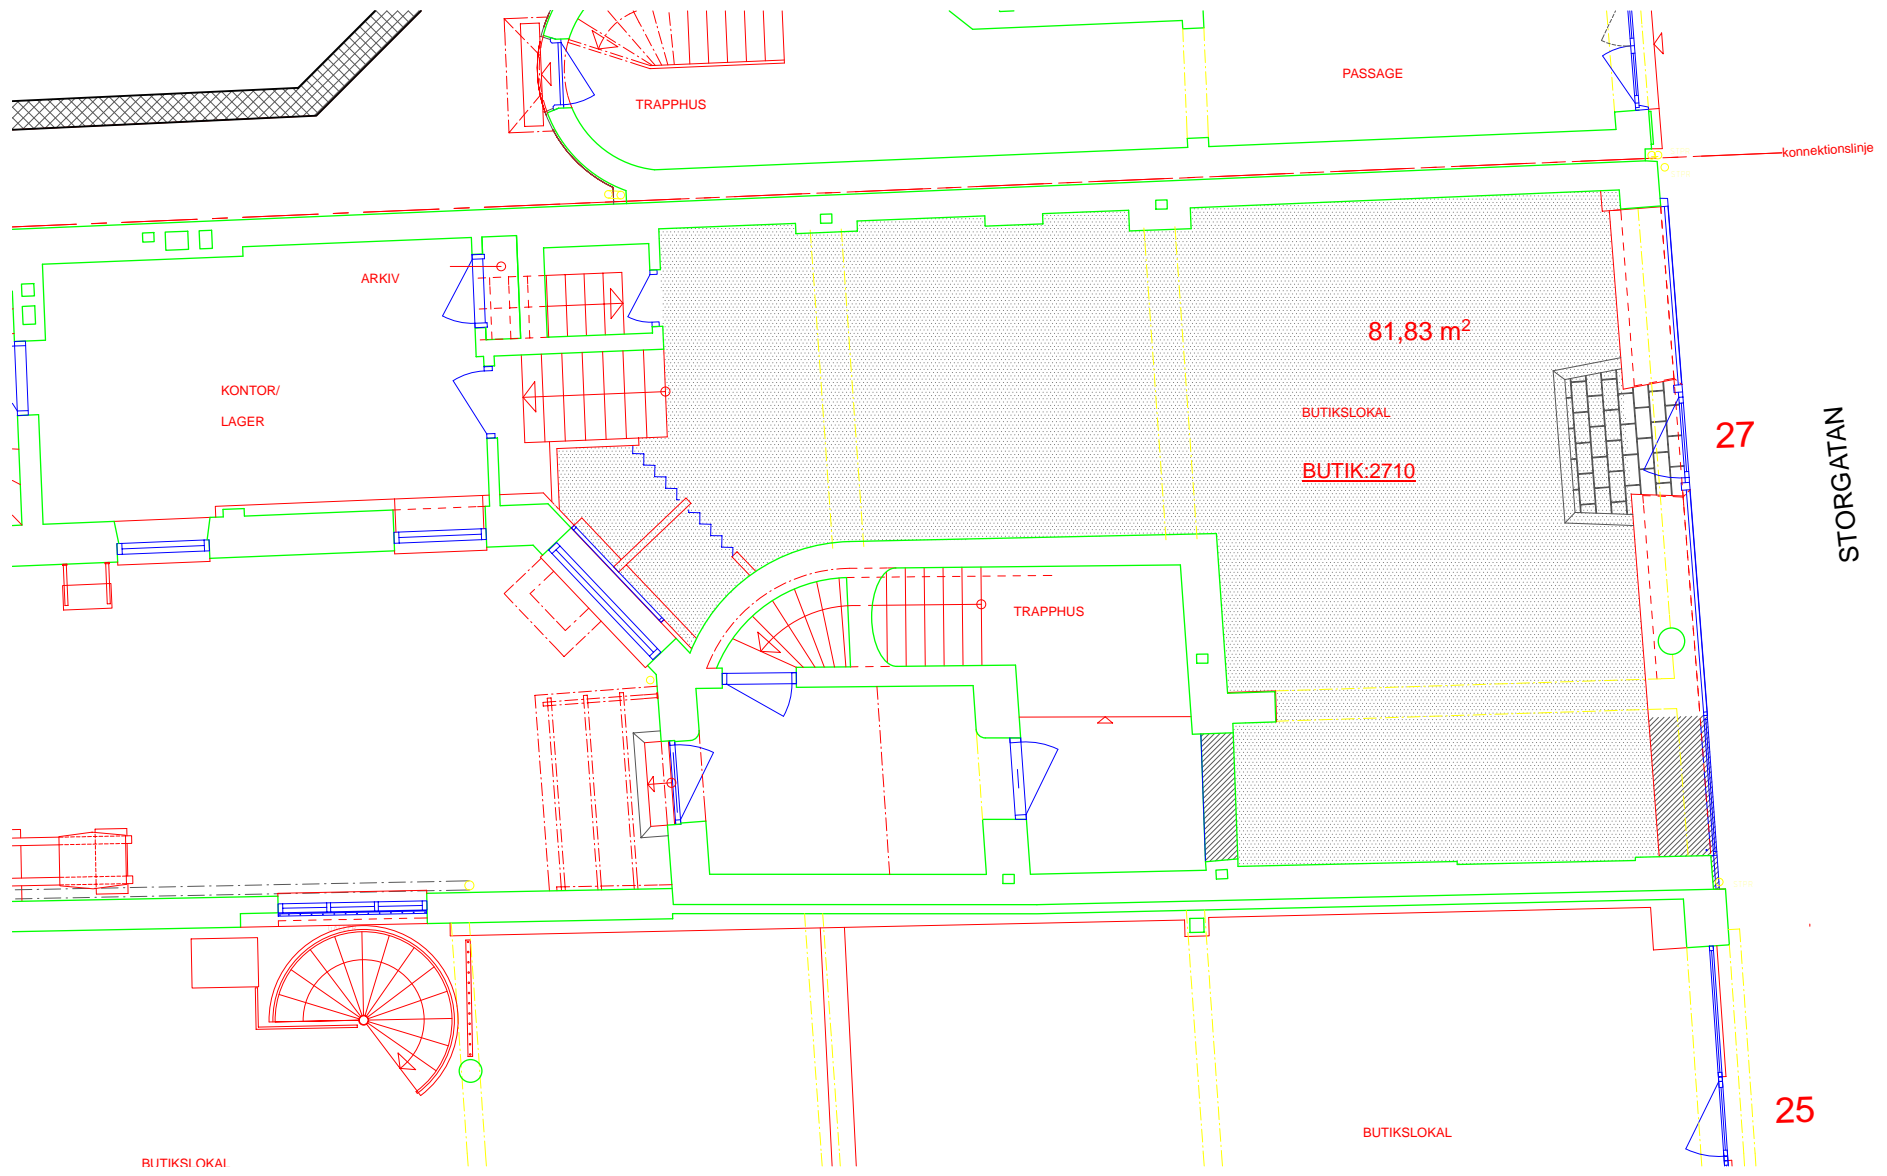 PASSAGE
TRAPPHUS
konnektionslinje
ARKIV
81,83 m²
KONTOR/
LAGER
BUTIKSLOKAL
27
STORGATAN
BUTIK:2710
TRAPPHUS
25
BUTIKSLOKAL
BUTIKSLOKAL